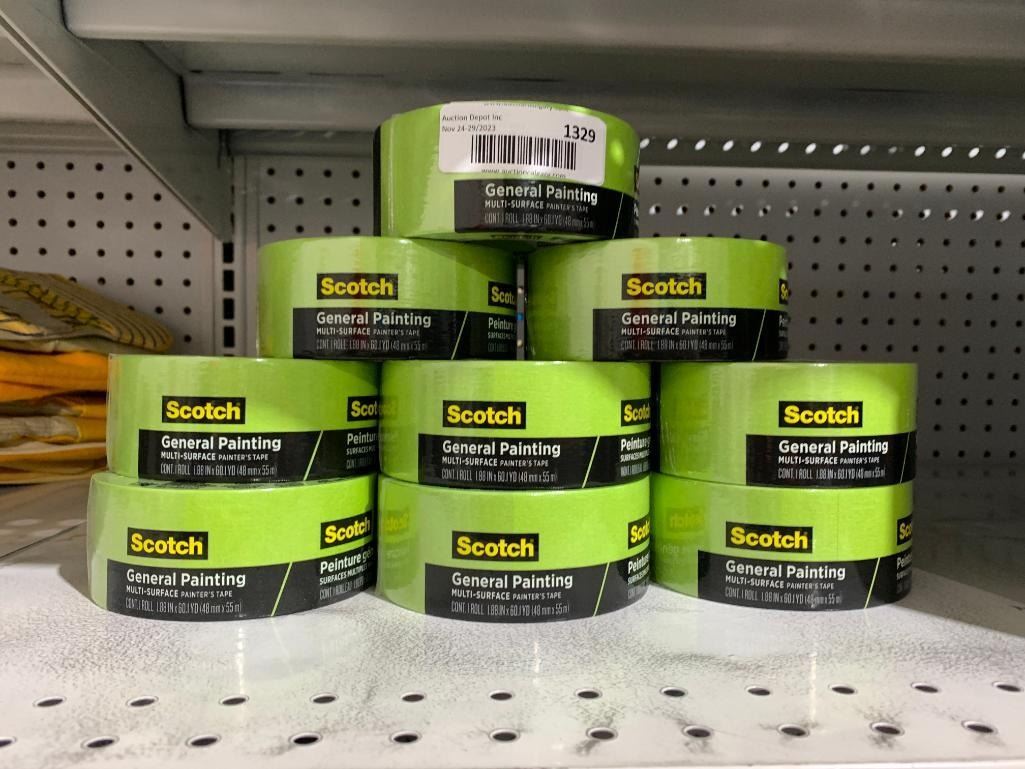 Auction Depot Inc
Nov 24-29/2023
1329
General Painting
MULTI-SURFACE PAINTER'S TAPE
CONT. 1 ROLL 1.88 IN x 60.1 YD (48 mm x 55 m)
Scotch
General Painting
MULTI-SURFACE PAINTER'S TAPE
CONT. 1 ROLL 1.88 IN x 60.1 YD (48 mm x 55 m)
Scotch
General Painting
MULTI-SURFACE PAINTER'S TAPE
CONT. 1 ROLL 1.88 IN x 60.1 YD (48 mm x 55 m)
Scotch
General Painting
MULTI-SURFACE PAINTER'S TAPE
CONT. 1 ROLL 1.88 IN x 60.1 YD (48 mm x 55 m)
Peinture
Scotch
General Painting
MULTI-SURFACE PAINTER'S TAPE
CONT. 1 ROLL 1.88 IN x 60.1 YD (48 mm x 55 m)
Scotch
General Painting
MULTI-SURFACE PAINTER'S TAPE
CONT. 1 ROLL 1.88 IN x 60.1 YD (48 mm x 55 m)
Scotch
General Painting
MULTI-SURFACE PAINTER'S TAPE
CONT. 1 ROLL 1.88 IN x 60.1 YD (48 mm x 55 m)
Scotch
Peinture
SURFACES MULTIPLES
Scotch
General Painting
MULTI-SURFACE PAINTER'S TAPE
CONT. 1 ROLL 1.88 IN x 60.1 YD (48 mm x 55 m)
Scotch
General Painting
MULTI-SURFACE PAINTER'S TAPE
CONT. 1 ROLL 1.88 IN x 60.1 YD (48 mm x 55 m)